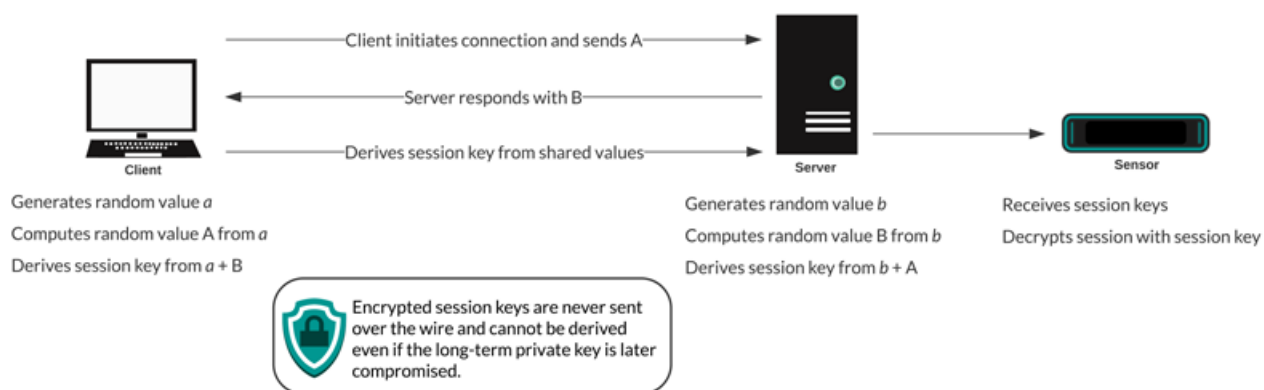 Client initiates connection and sends A
Server responds with B
Derives session key from shared values
Client
Server
Sensor
Generates random value a
Computes random value A from a
Derives session key from a + B
Generates random value b
Computes random value B from b
Derives session key from b + A
Receives session keys
Decrypts session with session key
Encrypted session keys are never sent
over the wire and cannot be derived
even if the long-term private key is later
compromised.